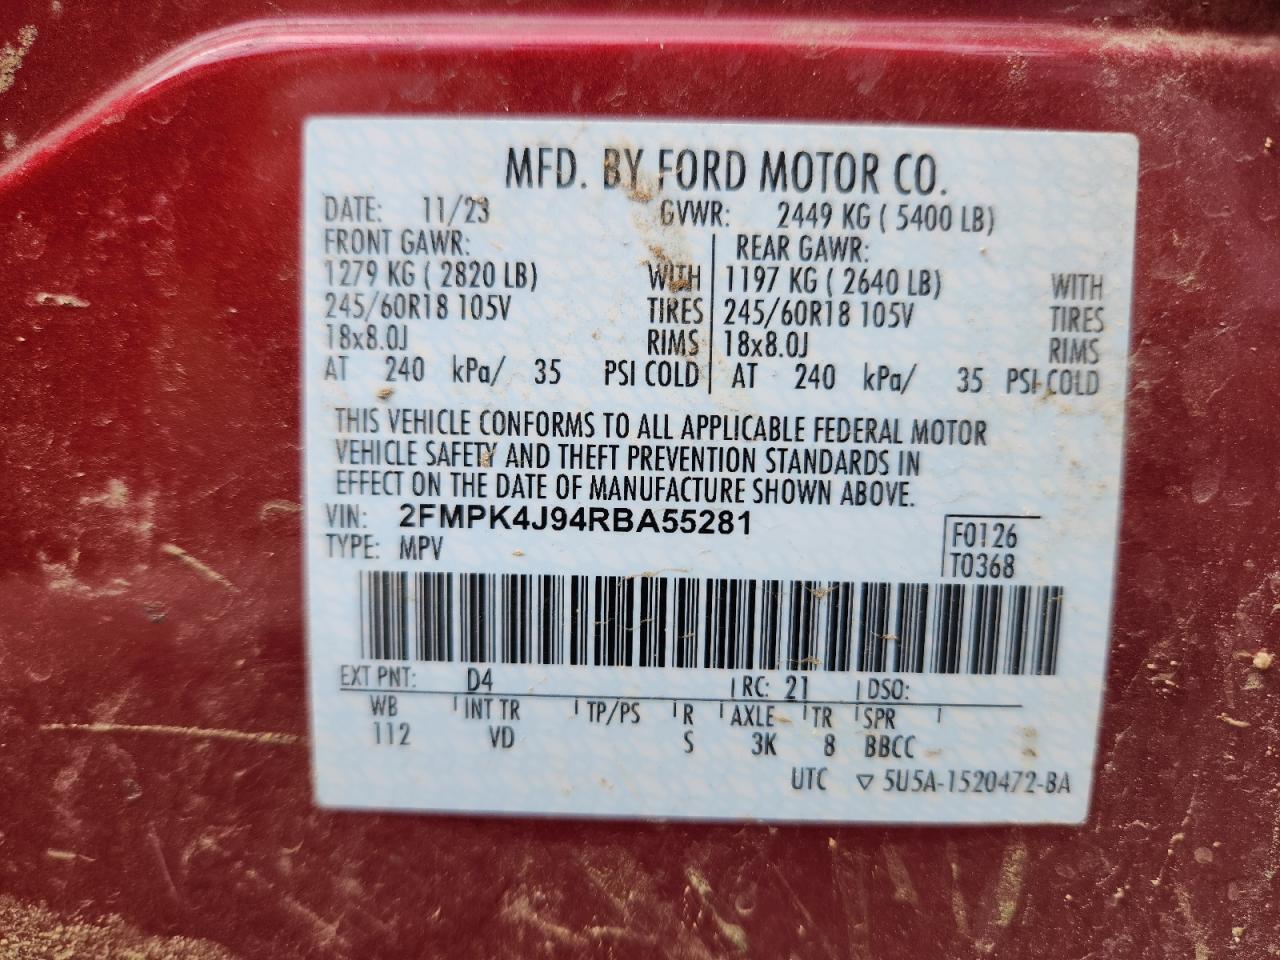 MFD. BY FORD MOTOR CO.
DATE: 11/23 GVWR: 2449 KG ( 5400 LB)
FRONT GAWR: REAR GAWR:
1279 KG ( 2820 LB) WITH 1197 KG ( 2640 LB) WITH
245/60R18 105V TIRES 245/60R18 105V TIRES
18x8.0J RIMS 18x8.0J RIMS
AT 240 kPa/ 35 PSI COLD AT 240 kPa/ 35 PSI COLD
THIS VEHICLE CONFORMS TO ALL APPLICABLE FEDERAL MOTOR
VEHICLE SAFETY AND THEFT PREVENTION STANDARDS IN
EFFECT ON THE DATE OF MANUFACTURE SHOWN ABOVE.
VIN: 2FMPK4J94RBA55281 F0126
TYPE: MPV T0368
EXT PNT: D4 RC: 21 DSO:
WB INT TR TP/PS R AXLE TR SPR
112 VD S 3K 8 BBCC
UTC ▽ 5U5A-1520472-BA